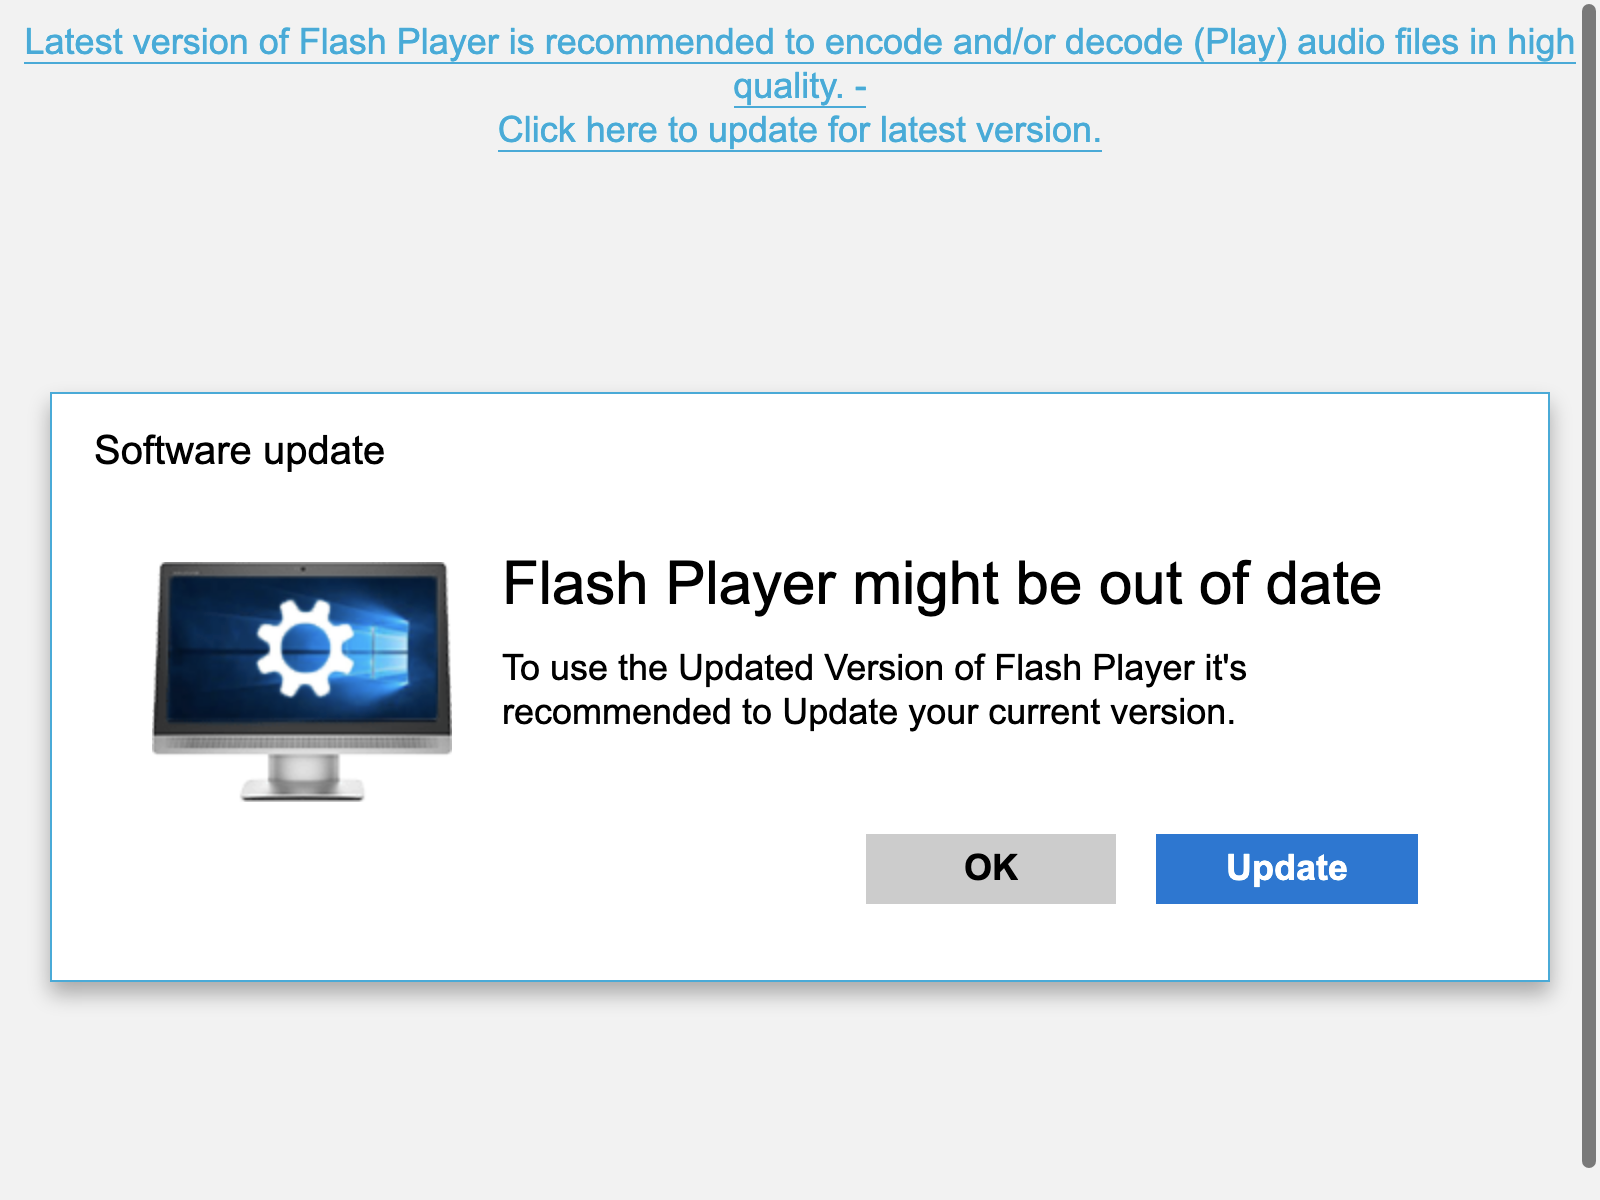 Latest version of Flash Player is recommended to encode and/or decode (Play) audio files in high
quality. -
Click here to update for latest version.
Software update
Flash Player might be out of date
To use the Updated Version of Flash Player it's
recommended to Update your current version.
OK
Update